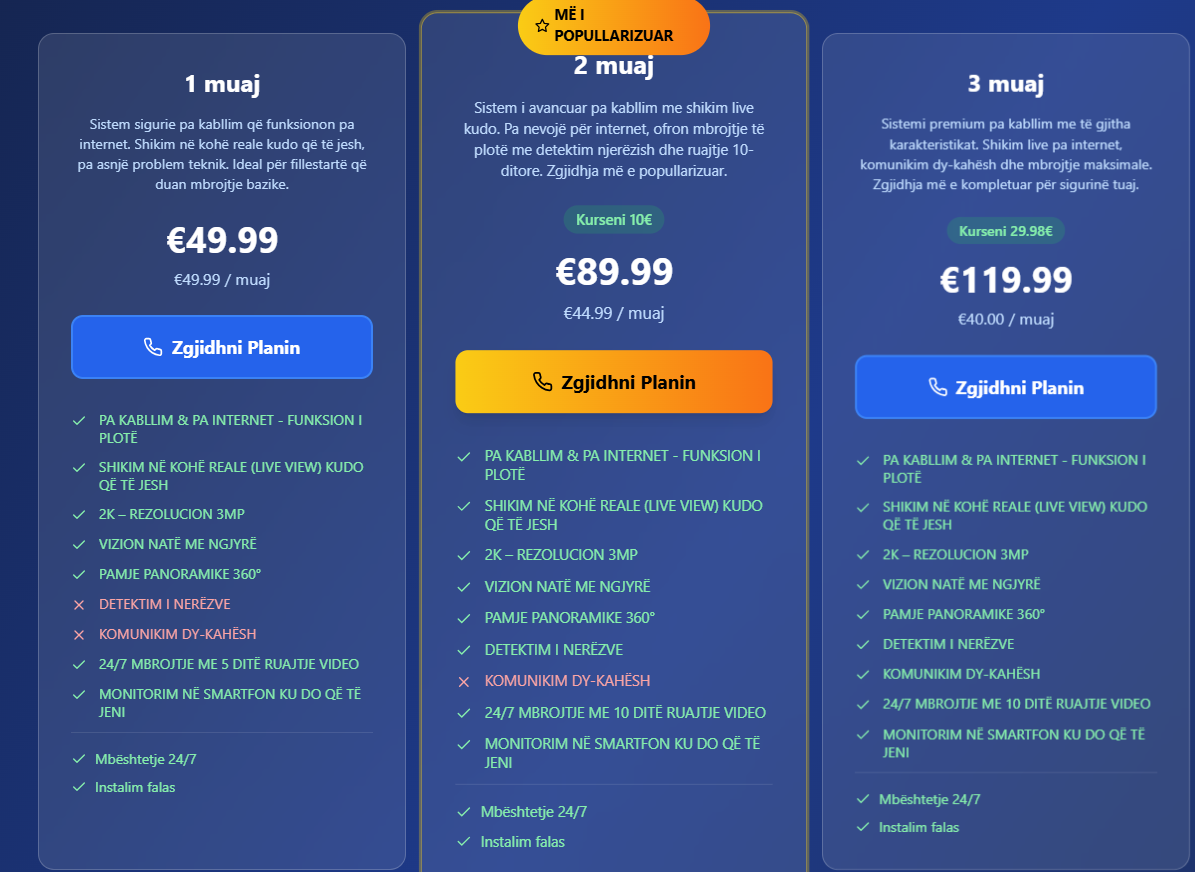 1 muaj
Sistem sigurie pa kabllim që funksionon pa
internet. Shikim në kohë reale kudo që të jesh,
pa asnjë problem teknik. Ideal për fillestartë që
duan mbrojtje bazike.
€49.99
€49.99 / muaj
Zgjidhni Planin
PA KABLLIM & PA INTERNET - FUNKSION I
PLOTË
SHIKIM NË KOHË REALE (LIVE VIEW) KUDO
QË TË JESH
2K – REZOLUCION 3MP
VIZION NATË ME NGJYRË
PAMJE PANORAMIKE 360°
DETEKTIM I NERËZVE
KOMUNIKIM DY-KAHËSH
24/7 MBROJTJE ME 5 DITË RUAJTJE VIDEO
MONITORIM NË SMARTFON KU DO QË TË
JENI
Mbështetje 24/7
Instalim falas
MË I
POPULLARIZUAR
2 muaj
Sistem i avancuar pa kabllim me shikim live
kudo. Pa nevojë për internet, ofron mbrojtje të
plotë me detektim njerëzish dhe ruajtje 10-
ditore. Zgjidhja më e popullarizuar.
Kurseni 10€
€89.99
€44.99 / muaj
Zgjidhni Planin
PA KABLLIM & PA INTERNET - FUNKSION I
PLOTË
SHIKIM NË KOHË REALE (LIVE VIEW) KUDO
QË TË JESH
2K – REZOLUCION 3MP
VIZION NATË ME NGJYRË
PAMJE PANORAMIKE 360°
DETEKTIM I NERËZVE
KOMUNIKIM DY-KAHËSH
24/7 MBROJTJE ME 10 DITË RUAJTJE VIDEO
MONITORIM NË SMARTFON KU DO QË TË
JENI
Mbështetje 24/7
Instalim falas
3 muaj
Sistemi premium pa kabllim me të gjitha
karakteristikat. Shikim live pa internet,
komunikim dy-kahësh dhe mbrojtje maksimale.
Zgjidhja më e kompletuar për sigurinë tuaj.
Kurseni 29.98€
€119.99
€40.00 / muaj
Zgjidhni Planin
PA KABLLIM & PA INTERNET - FUNKSION I
PLOTË
SHIKIM NË KOHË REALE (LIVE VIEW) KUDO
QË TË JESH
2K – REZOLUCION 3MP
VIZION NATË ME NGJYRË
PAMJE PANORAMIKE 360°
DETEKTIM I NERËZVE
KOMUNIKIM DY-KAHËSH
24/7 MBROJTJE ME 10 DITË RUAJTJE VIDEO
MONITORIM NË SMARTFON KU DO QË TË
JENI
Mbështetje 24/7
Instalim falas